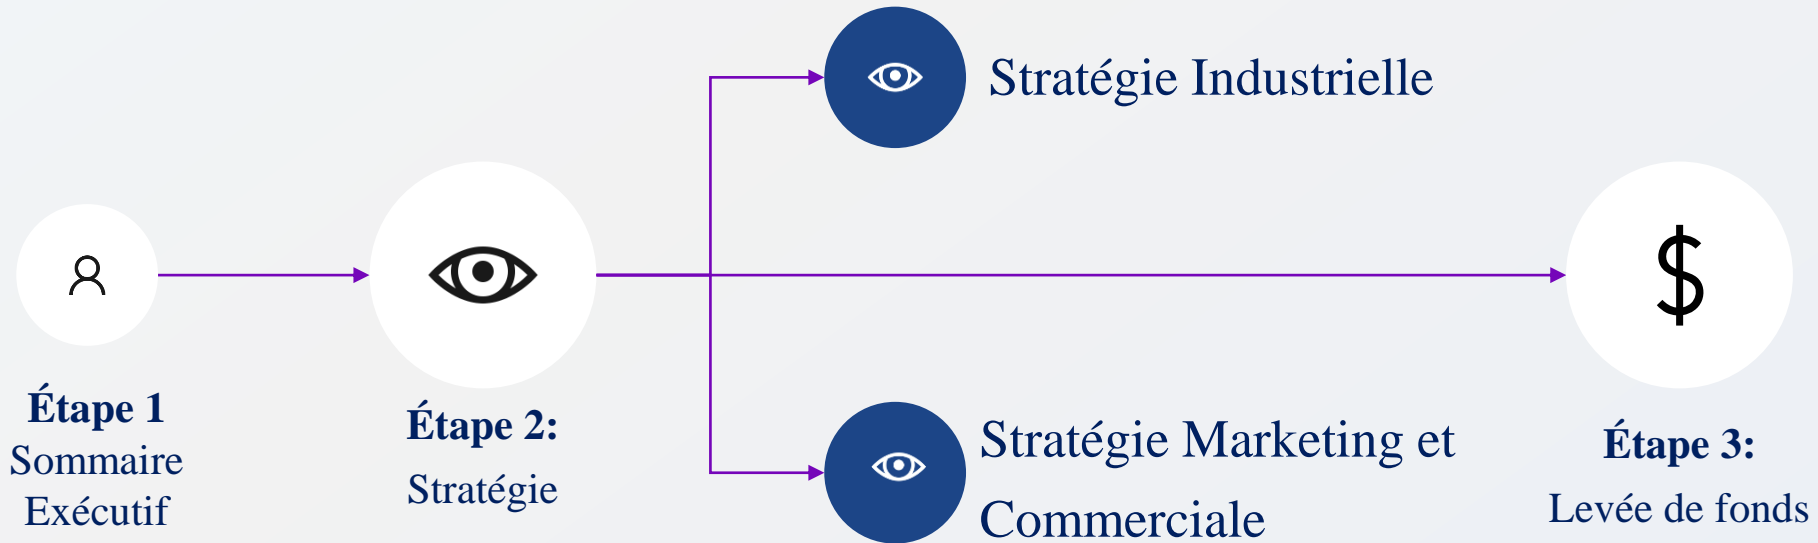 Stratégie Industrielle
Étape 1
Sommaire
Exécutif
Étape 2:
Stratégie
Stratégie Marketing et
Commerciale
Étape 3:
Levée de fonds